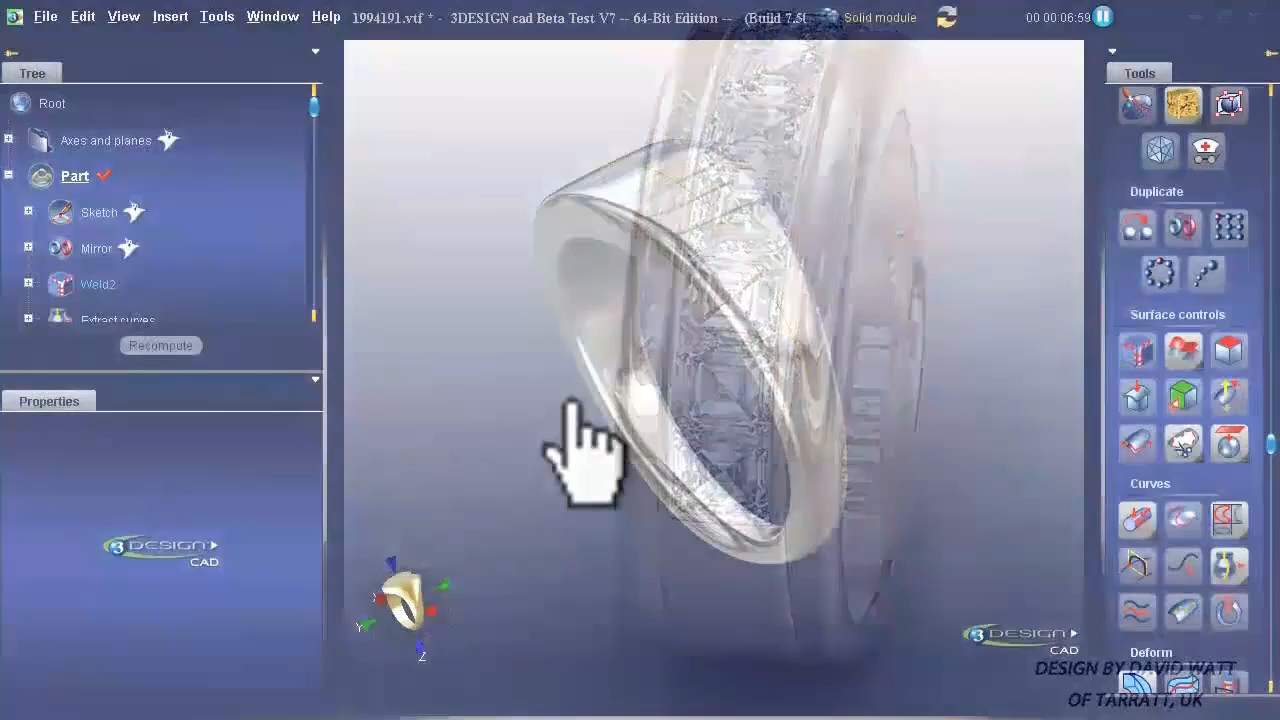 File Edit View Insert Tools Window Help 1994191.vtf * - 3DESIGN cad Beta Test V7 -- 64-Bit Edition -- (Build 7.5 Solid module 00 00:06:59
Tree
Root
Axes and planes
Part
Sketch
Mirror
Weld2
Extract curves
Recompute
Properties
3DESIGN
CAD
Tools
Duplicate
Surface controls
Curves
Deform
Y
Z
3DESIGN
CAD
DESIGN BY DAVID WATT
OF TARRATT, UK